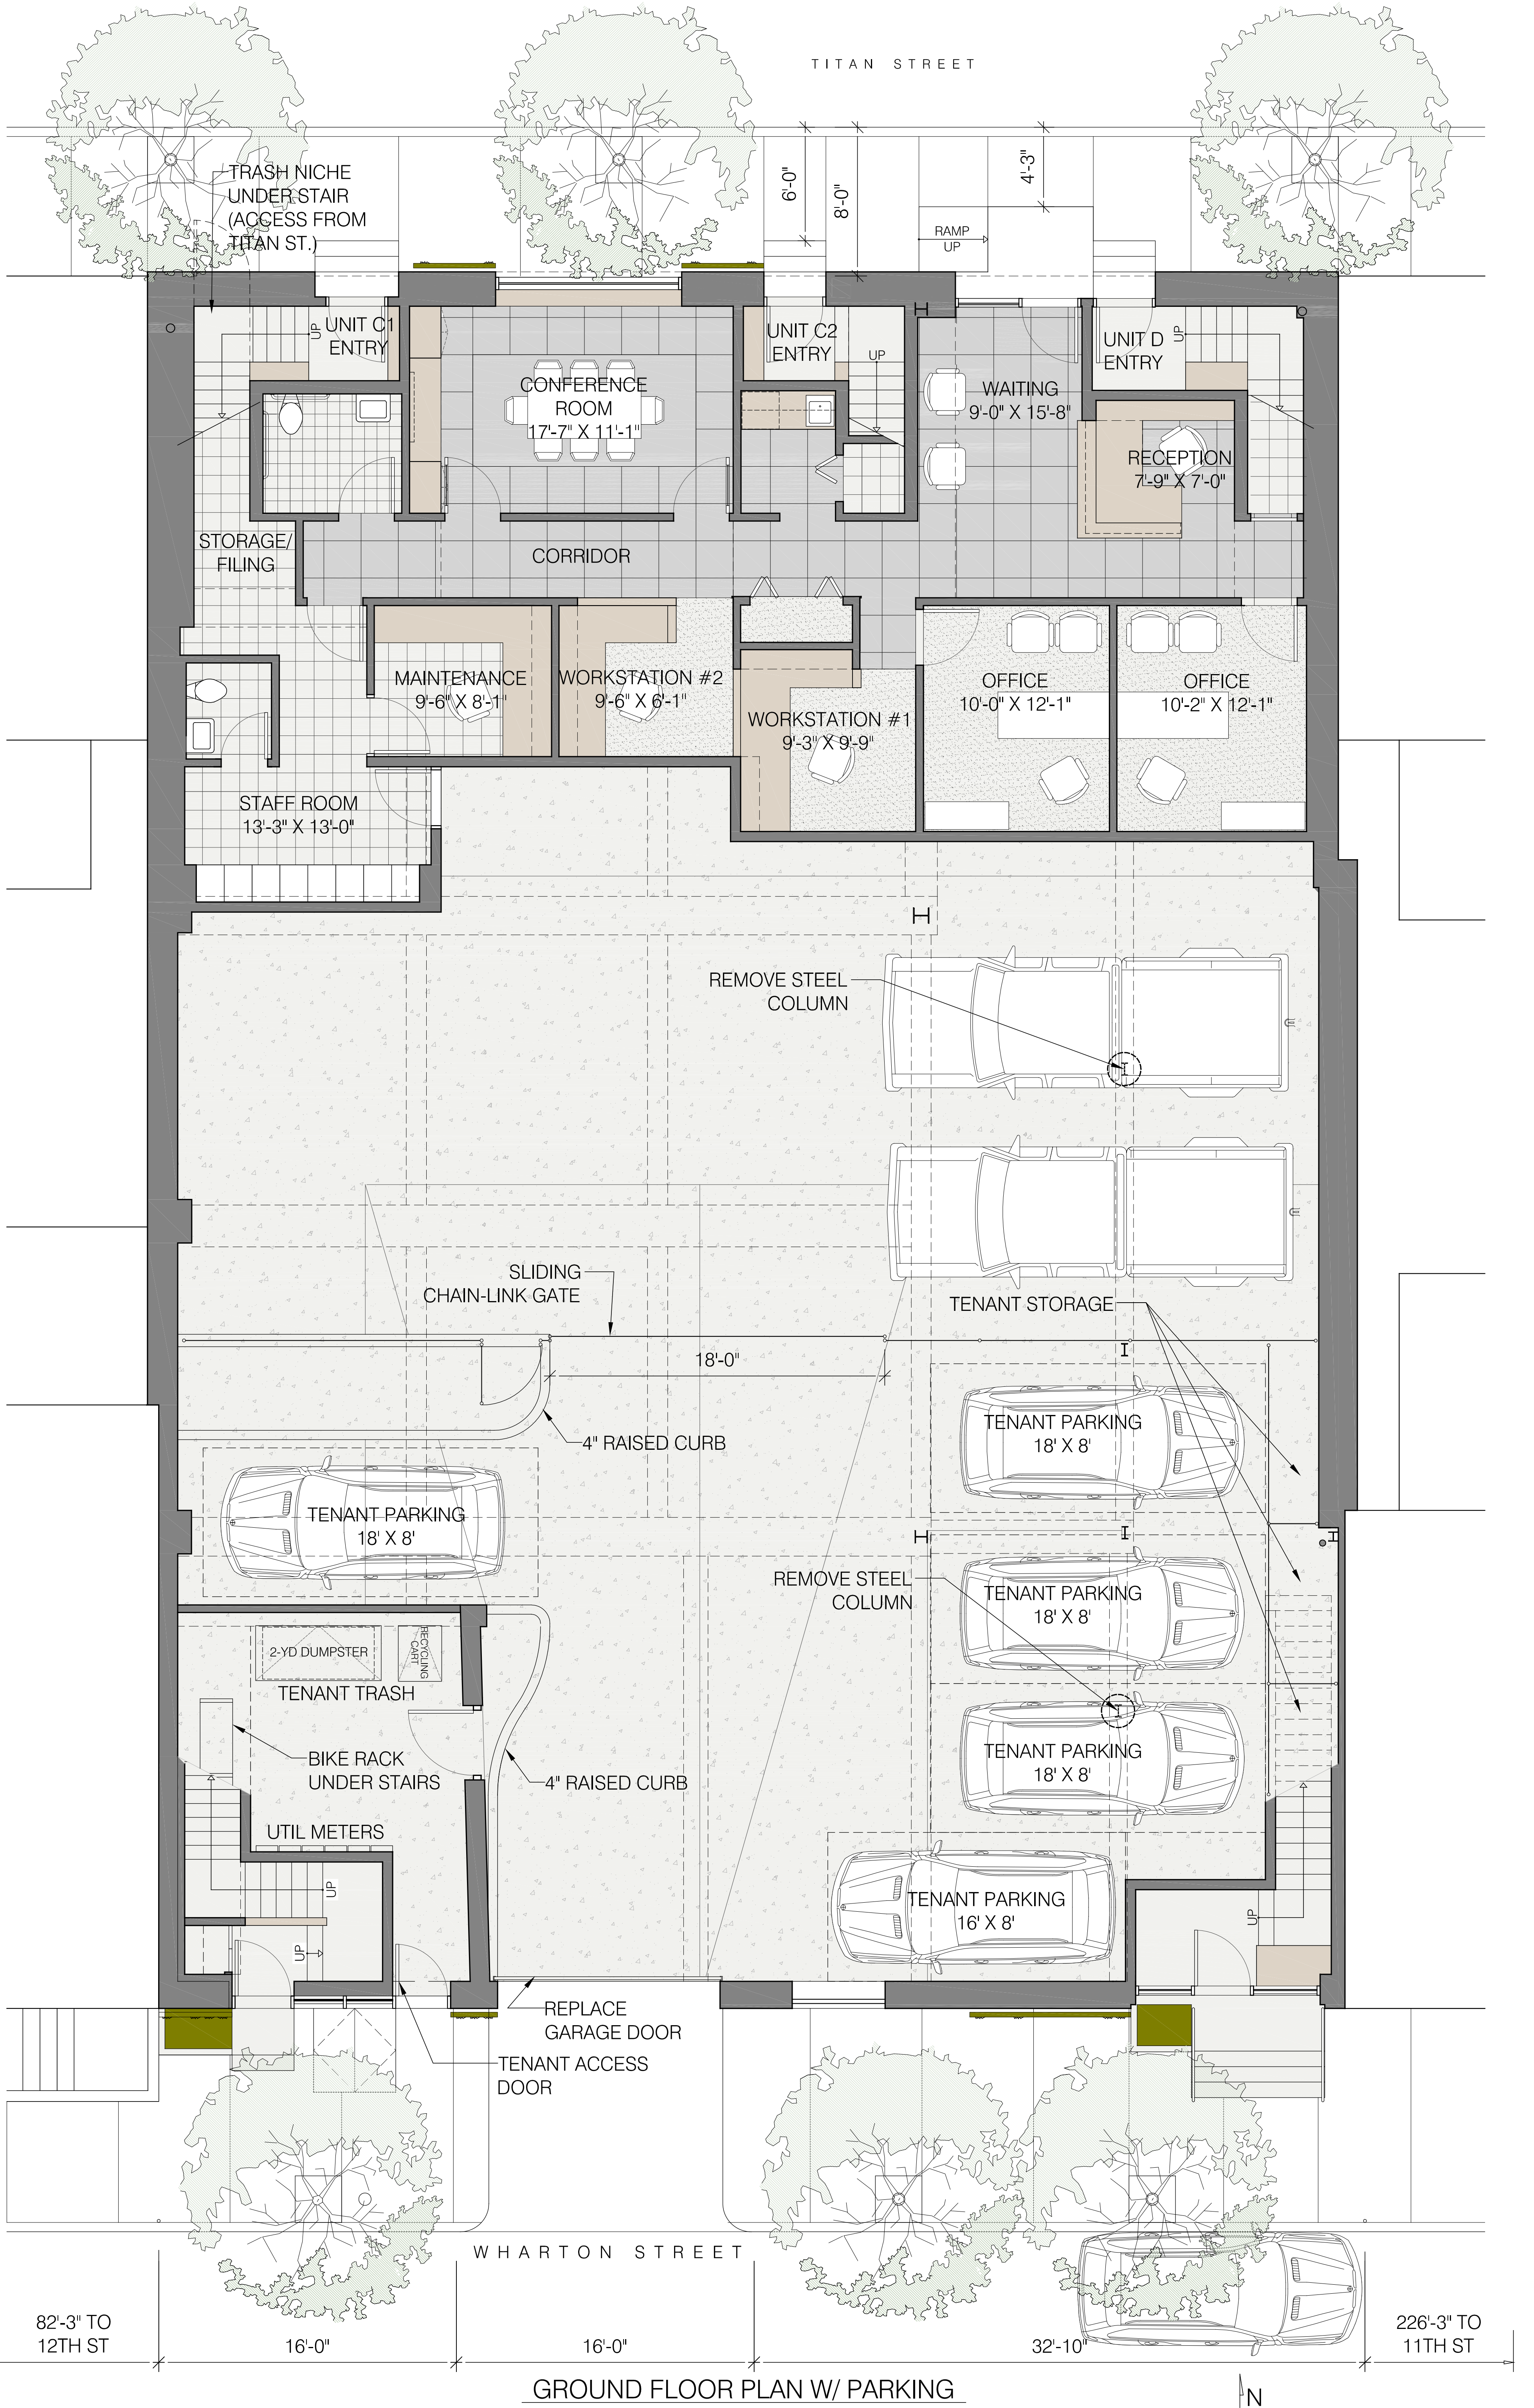 TITAN STREET
6'-0"
8'-0"
4'-3"
TRASH NICHE
UNDER STAIR
(ACCESS FROM
TITAN ST.)
RAMP
UP
UP
UNIT C1
ENTRY
UNIT C2
ENTRY
UP
UNIT D
ENTRY
UP
CONFERENCE
ROOM
17'-7" X 11'-1"
WAITING
9'-0" X 15'-8"
RECEPTION
7'-9" X 7'-0"
STORAGE/
FILING
CORRIDOR
MAINTENANCE
9'-6" X 8'-1"
WORKSTATION #2
9'-6" X 6'-1"
WORKSTATION #1
9'-3" X 9'-9"
OFFICE
10'-0" X 12'-1"
OFFICE
10'-2" X 12'-1"
STAFF ROOM
13'-3" X 13'-0"
REMOVE STEEL
COLUMN
SLIDING
CHAIN-LINK GATE
TENANT STORAGE
18'-0"
4" RAISED CURB
TENANT PARKING
18' X 8'
TENANT PARKING
18' X 8'
REMOVE STEEL
COLUMN
TENANT PARKING
18' X 8'
2-YD DUMPSTER
RECYCLING
CART
TENANT TRASH
BIKE RACK
UNDER STAIRS
4" RAISED CURB
TENANT PARKING
18' X 8'
UTIL METERS
UP
UP
TENANT PARKING
16' X 8'
UP
REPLACE
GARAGE DOOR
TENANT ACCESS
DOOR
WHARTON STREET
82'-3" TO
12TH ST
16'-0"
16'-0"
32'-10"
226'-3" TO
11TH ST
GROUND FLOOR PLAN W/ PARKING
N